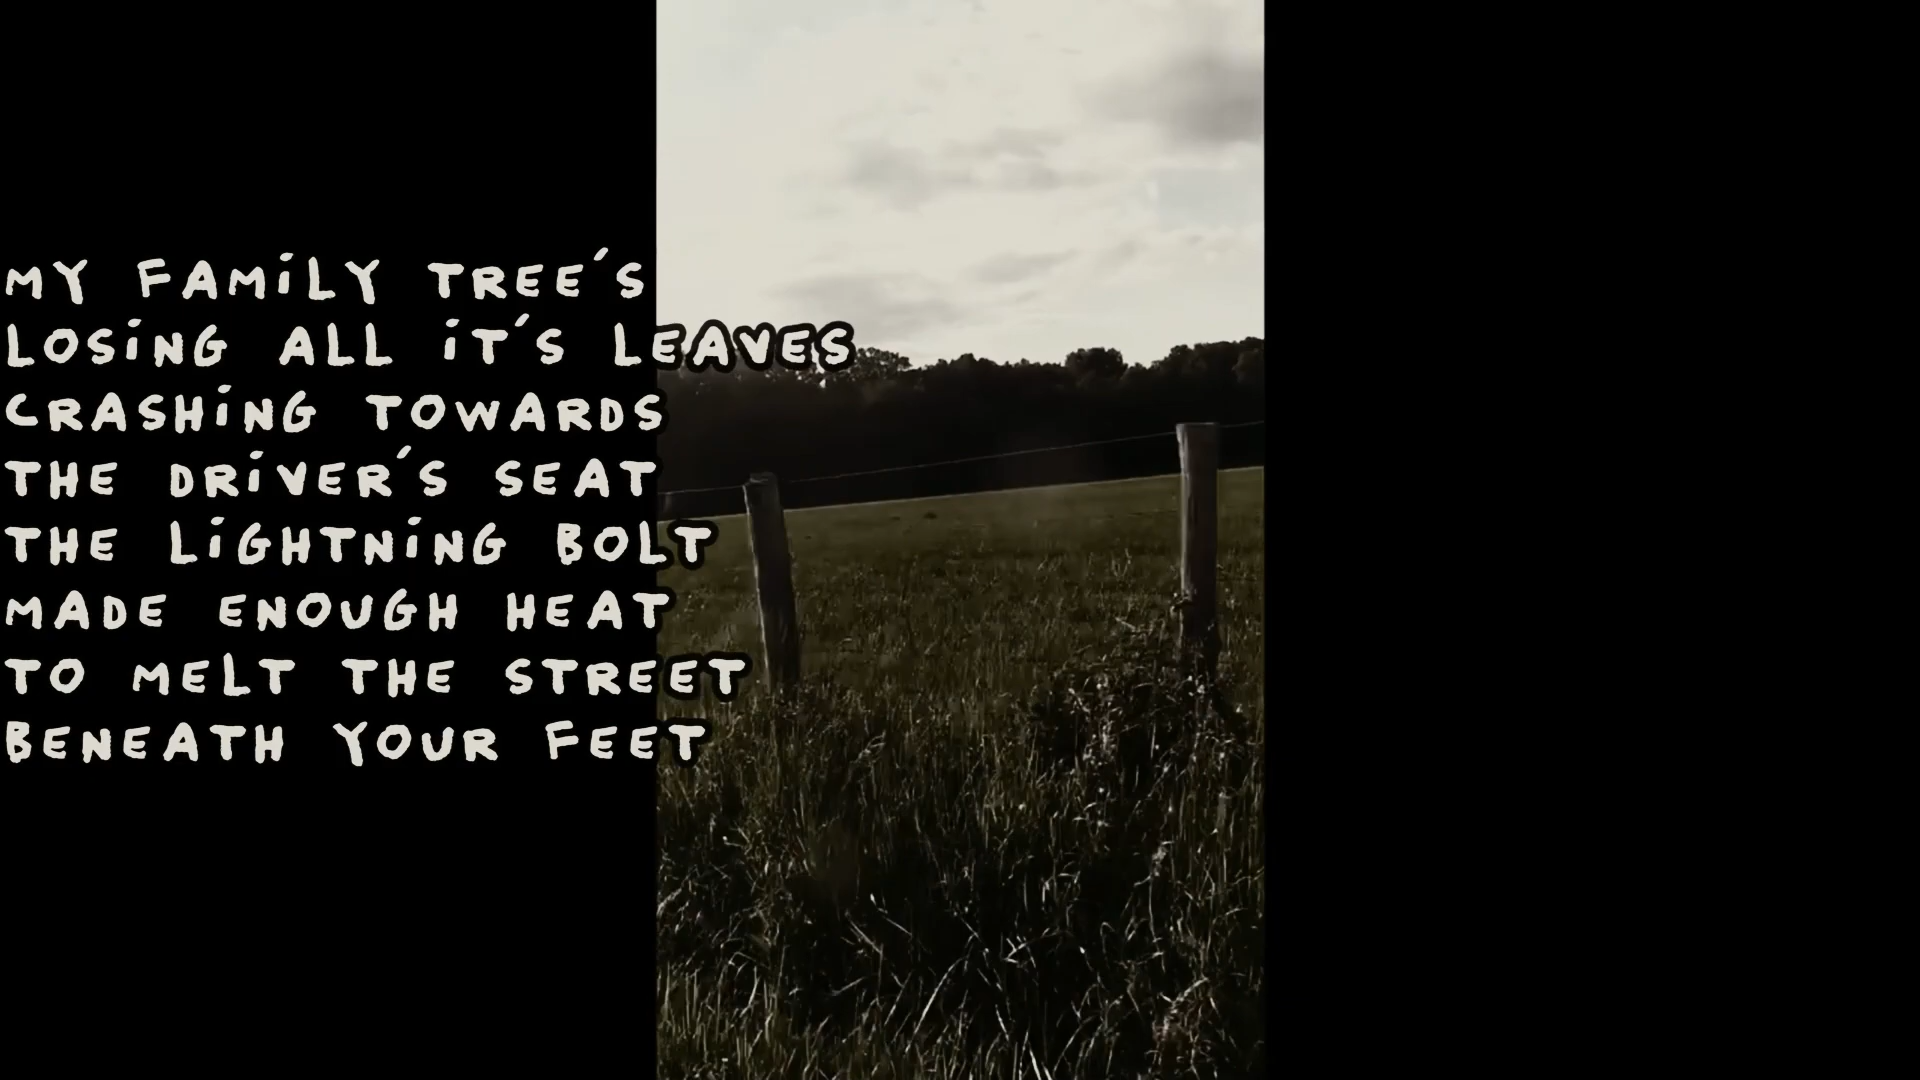 MY FAMILY TREE'S
LOSING ALL IT'S LEAVES
CRASHING TOWARDS
THE DRIVER'S SEAT
THE LIGHTNING BOLT
MADE ENOUGH HEAT
TO MELT THE STREET
BENEATH YOUR FEET